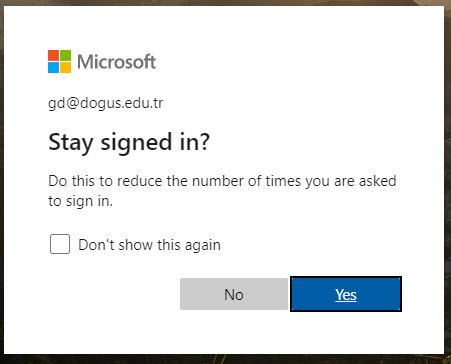 Microsoft
gd@dogus.edu.tr
Stay signed in?
Do this to reduce the number of times you are asked
to sign in.
Don't show this again
No
Yes